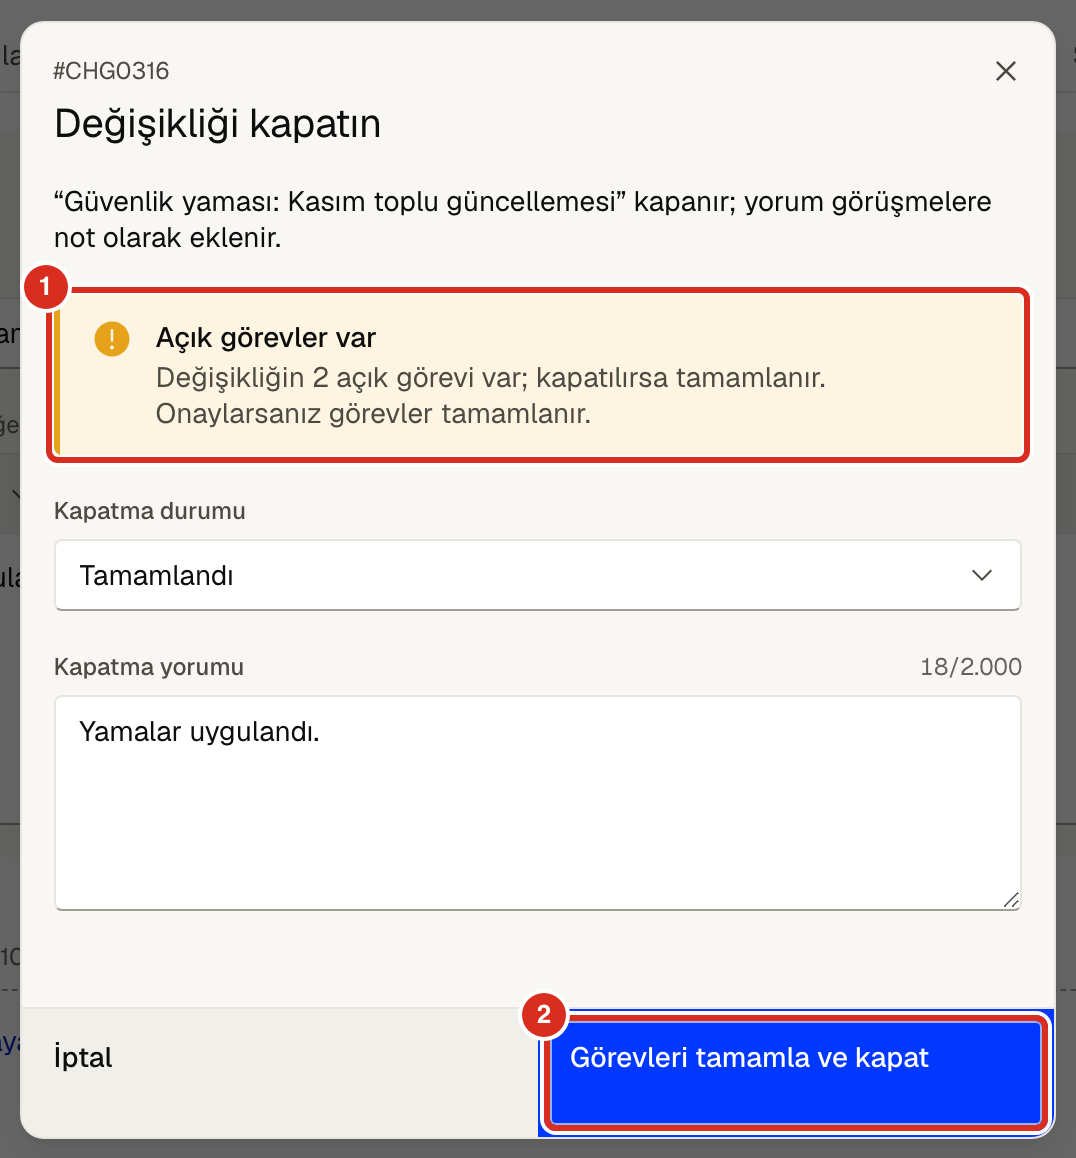 #CHG0316
Değişikliği kapatın
“Güvenlik yaması: Kasım toplu güncellemesi” kapanır; yorum görüşmelere
not olarak eklenir.
1
Açık görevler var
Değişikliğin 2 açık görevi var; kapatılırsa tamamlanır.
Onaylarsanız görevler tamamlanır.
Kapatma durumu
Tamamlandı
Kapatma yorumu 18/2.000
Yamalar uygulandı.
2
İptal
Görevleri tamamla ve kapat